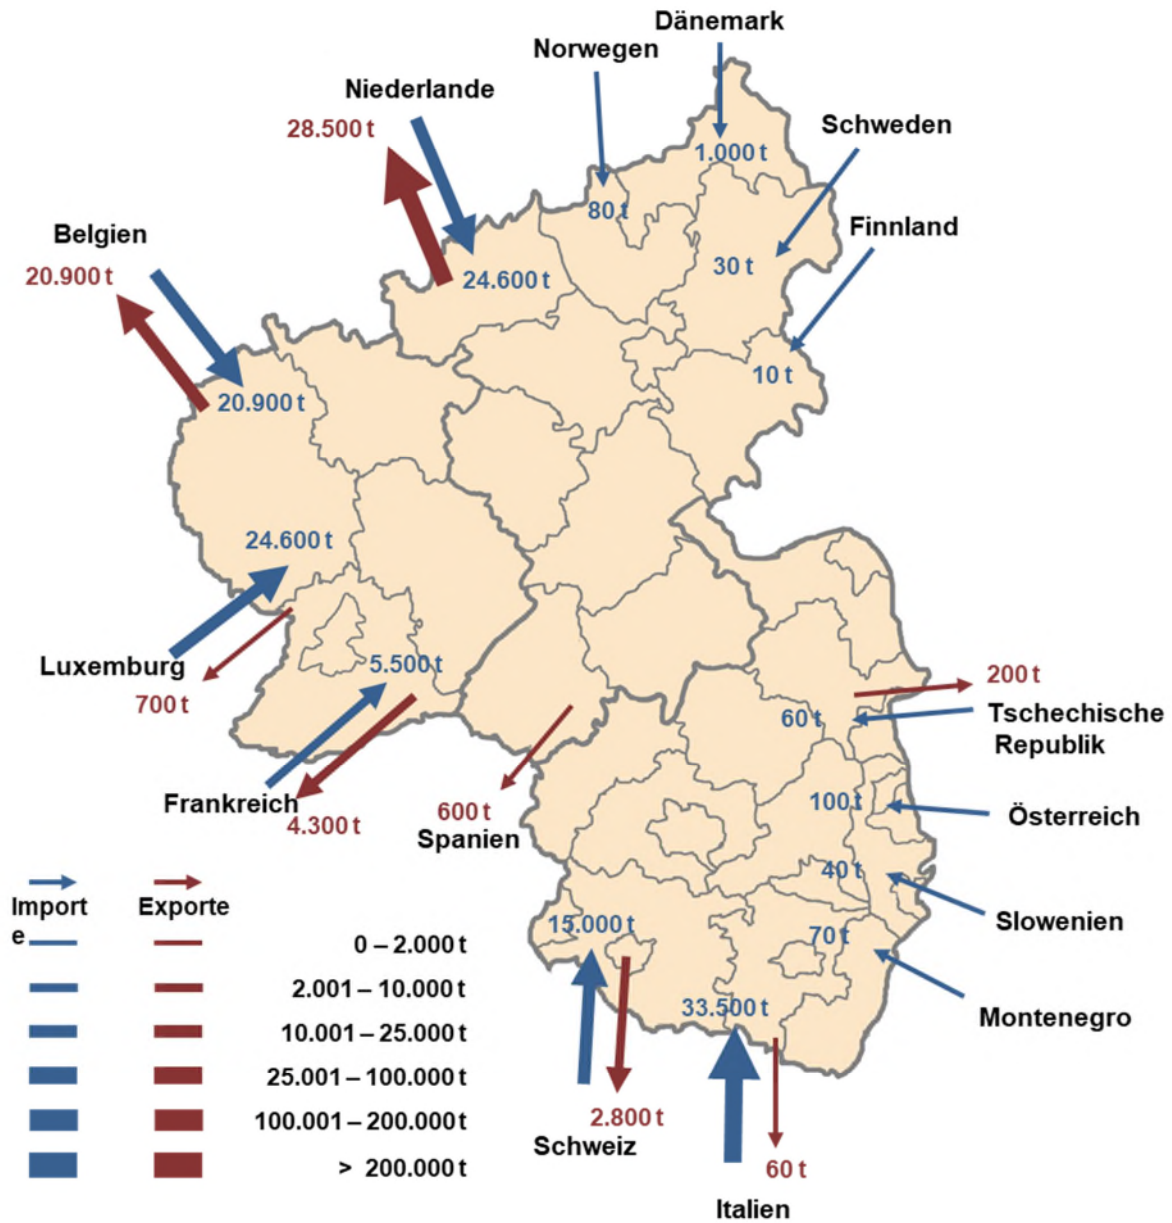 Dänemark
Norwegen
1.000 t
80 t
Niederlande
28.500 t
24.600 t
Schweden
30 t
Finnland
10 t
Belgien
20.900 t
20.900 t
24.600 t
Luxemburg
700 t
5.500 t
Frankreich
4.300 t
600 t
Spanien
200 t
60 t
Tschechische
Republik
100 t
Österreich
40 t
Slowenien
70 t
Montenegro
15.000 t
2.800 t
Schweiz
33.500 t
60 t
Italien
Import
e
Exporte
0 – 2.000 t
2.001 – 10.000 t
10.001 – 25.000 t
25.001 – 100.000 t
100.001 – 200.000 t
> 200.000 t